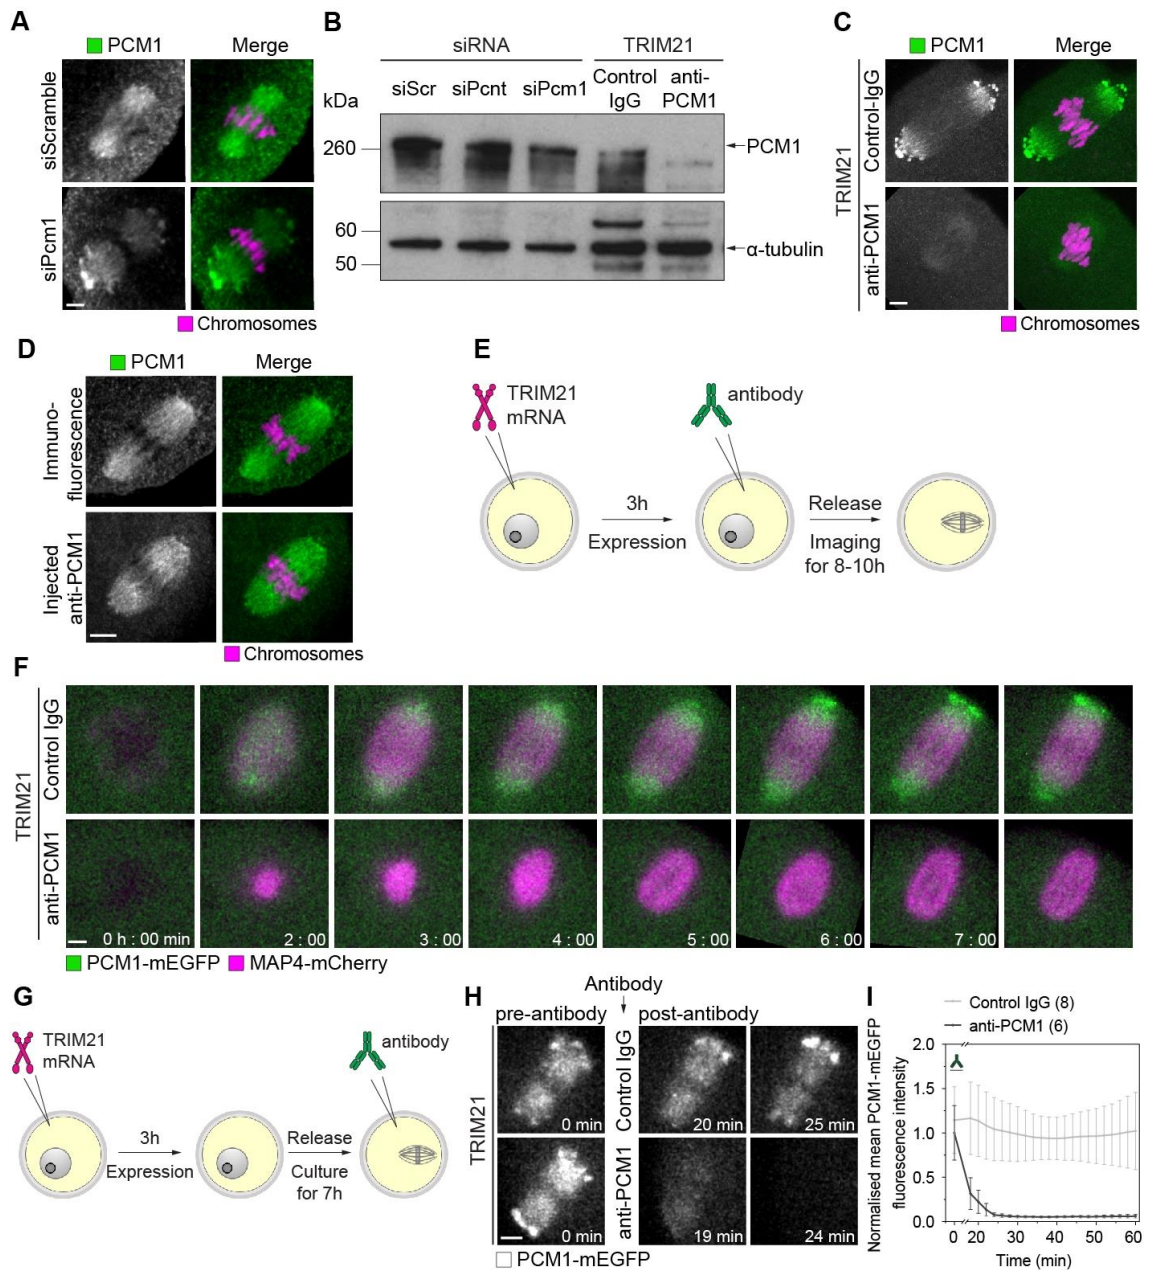 A
PCM1
Merge
siScramble
siPcm1
Chromosomes
B
siRNA
TRIM21
siScr
siPcnt
siPcm1
Control
IgG
anti-
PCM1
kDa
260
PCM1
60
50
α-tubulin
C
PCM1
Merge
TRIM21
Control-IgG
anti-PCM1
Chromosomes
D
PCM1
Merge
Immuno-
fluorescence
Injected
anti-PCM1
Chromosomes
E
TRIM21
mRNA
antibody
3h
Expression
Release
Imaging
for 8-10h
F
TRIM21
Control IgG
anti-PCM1
0 h : 00 min
2 : 00
3 : 00
4 : 00
5 : 00
6 : 00
7 : 00
PCM1-mEGFP
MAP4-mCherry
G
TRIM21
mRNA
antibody
3h
Expression
Release
Culture
for 7h
H
Antibody
pre-antibody
post-antibody
TRIM21
Control IgG
0 min
20 min
25 min
anti-PCM1
0 min
19 min
24 min
PCM1-mEGFP
I
Control IgG (8)
anti-PCM1 (6)
Normalised mean PCM1-mEGFP
fluorescence intensity
2.0
1.5
1.0
0.5
0.0
0 20 30 40 50 60
Time (min)